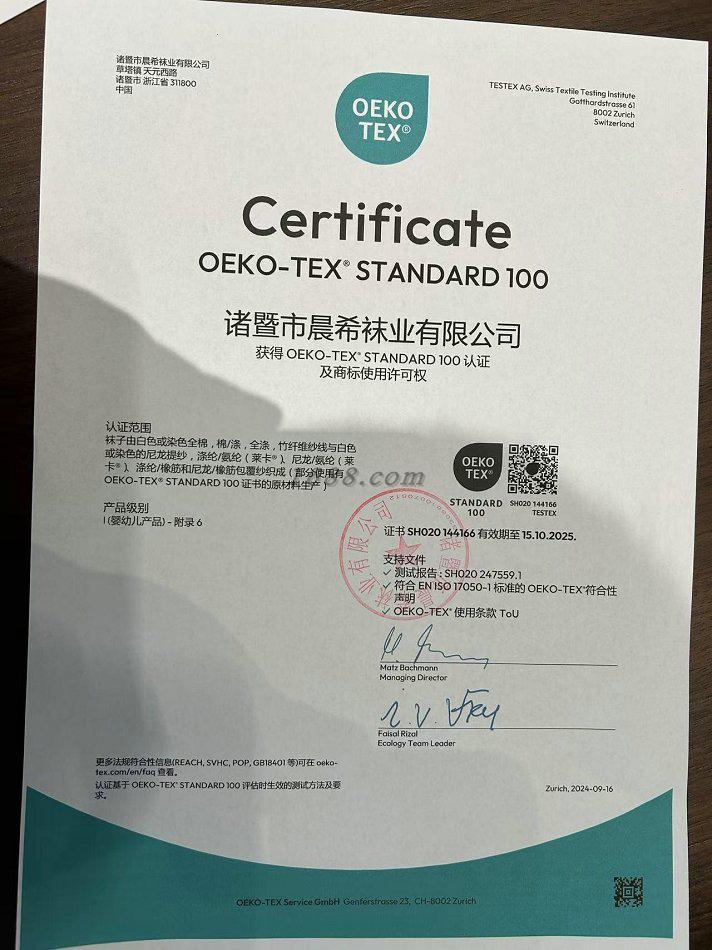 诸暨市晨希袜业有限公司
草塔镇 天元西路
诸暨市 浙江省 311800
中国
OEKO
TEX®
TESTEX AG, Swiss Textile Testing Institute
Gotthardstrasse 61
8002 Zurich
Switzerland
Certificate
OEKO-TEX® STANDARD 100
诸暨市晨希袜业有限公司
获得 OEKO-TEX® STANDARD 100 认证
及商标使用许可权
认证范围
袜子由白色或染色全棉，棉/涤，全涤，竹纤维纱线与白色
或染色的尼龙提纱，涤纶/氨纶（莱卡®）、尼龙/氨纶（莱
卡®）、涤纶/橡筋和尼龙/橡筋包覆纱织成（部分使用有
OEKO-TEX® STANDARD 100 证书的原材料生产）
产品级别
I (婴幼儿产品) - 附录 6
OEKO
TEX®
STANDARD
100
SH020 144166
TESTEX
证书 SH020 144166 有效期至 15.10.2025.
支持文件
✓ 测试报告 : SH020 247559.1
✓ 符合 EN ISO 17050-1 标准的 OEKO-TEX®符合性
声明
✓ OEKO-TEX® 使用条款 ToU
Matz Bachmann
Managing Director
Faisal Rizal
Ecology Team Leader
更多法规符合性信息(REACH, SVHC, POP, GB18401 等)可在 oeko-
tex.com/en/faq 查看。
认证基于 OEKO-TEX® STANDARD 100 评估时生效的测试方法及要
求。
Zurich, 2024-09-16
OEKO-TEX Service GmbH Genferstrasse 23, CH-8002 Zurich